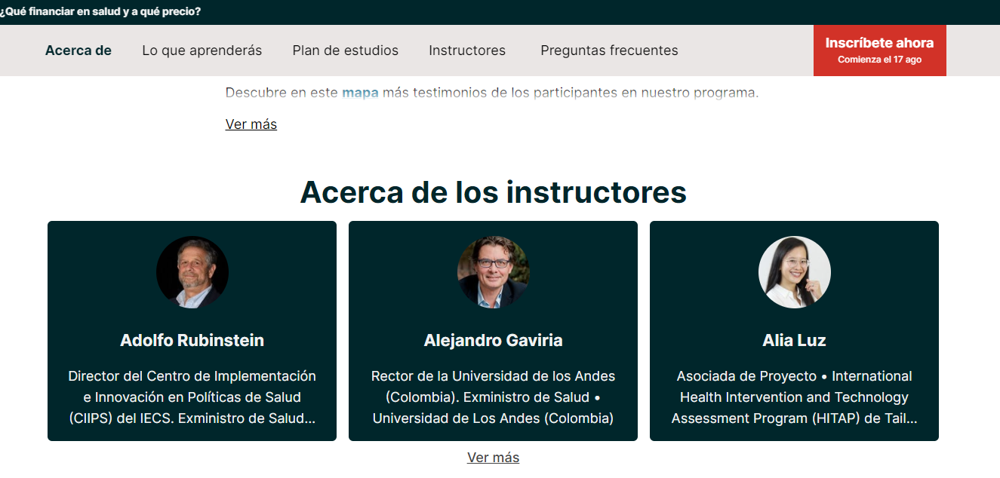 ¿Qué financiar en salud y a qué precio?
Acerca de
Lo que aprenderás
Plan de estudios
Instructores
Preguntas frecuentes
Inscríbete ahora
Comienza el 17 ago
Descubre en este mapa más testimonios de los participantes en nuestro programa.
Ver más
Acerca de los instructores
Adolfo Rubinstein
Director del Centro de Implementación
e Innovación en Políticas de Salud
(CIIPS) del IECS. Exministro de Salud...
Alejandro Gaviria
Rector de la Universidad de los Andes
(Colombia). Exministro de Salud •
Universidad de Los Andes (Colombia)
Alia Luz
Asociada de Proyecto • International
Health Intervention and Technology
Assessment Program (HITAP) de Tail...
Ver más